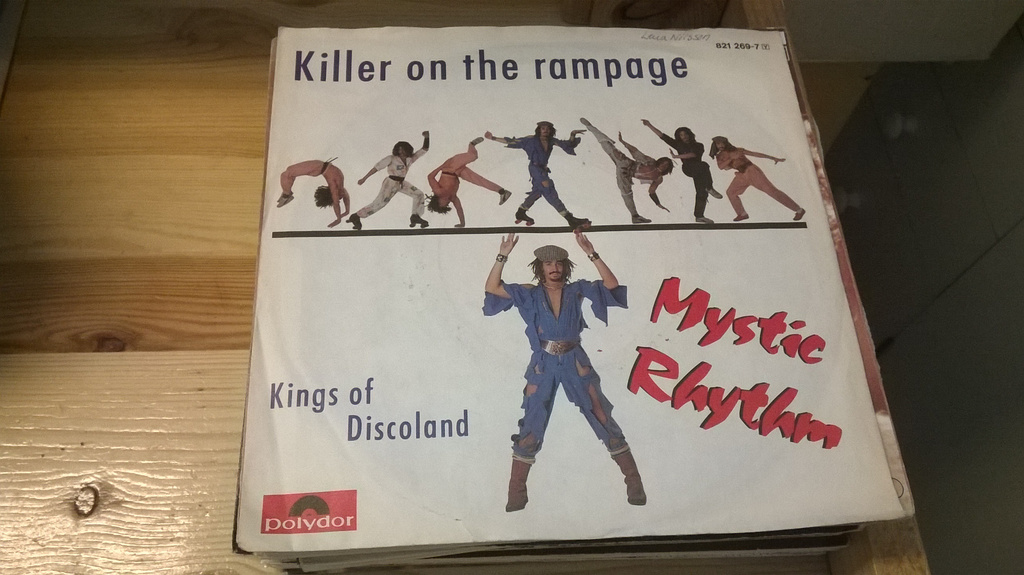 821 269-7
Killer on the rampage
Mystic
Rhythm
Kings of
Discoland
polydor